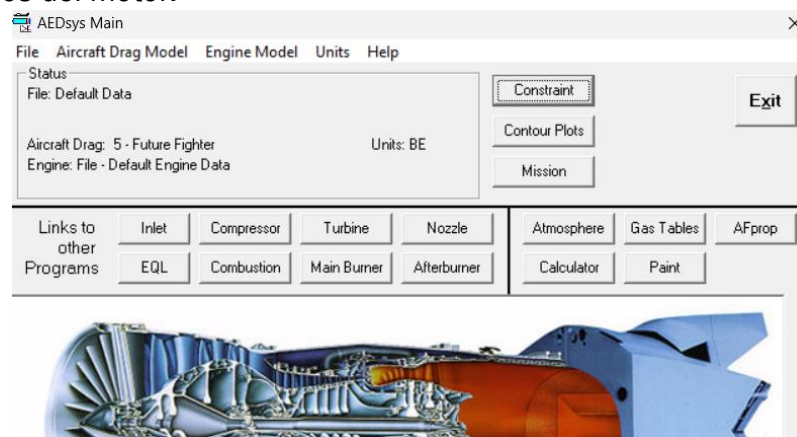 del motor.
AEDsys Main
File Aircraft Drag Model Engine Model Units Help
Status
File: Default Data
Aircraft Drag: 5 - Future Fighter Units: BE
Engine: File - Default Engine Data
Constraint
Contour Plots
Mission
Exit
Links to
other
Programs
Inlet Compressor Turbine Nozzle
EQL Combustion Main Burner Afterburner
Atmosphere Gas Tables AFprop
Calculator Paint